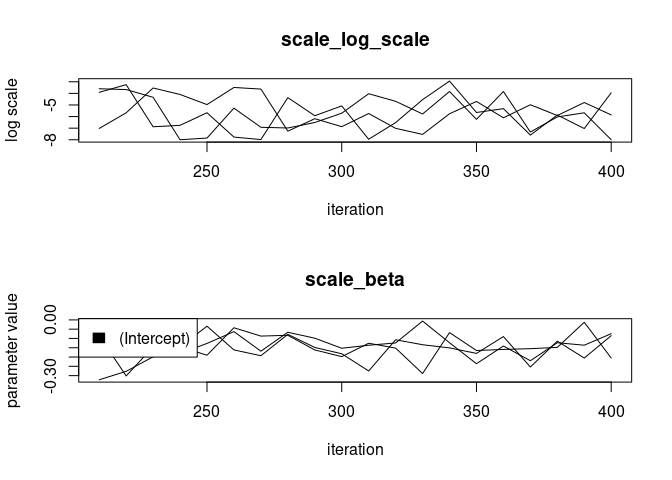 scale_log_scale
log scale
-5
-8
250
300
350
400
iteration
scale_beta
parameter value
0.00
-0.30
(Intercept)
250
300
350
400
iteration